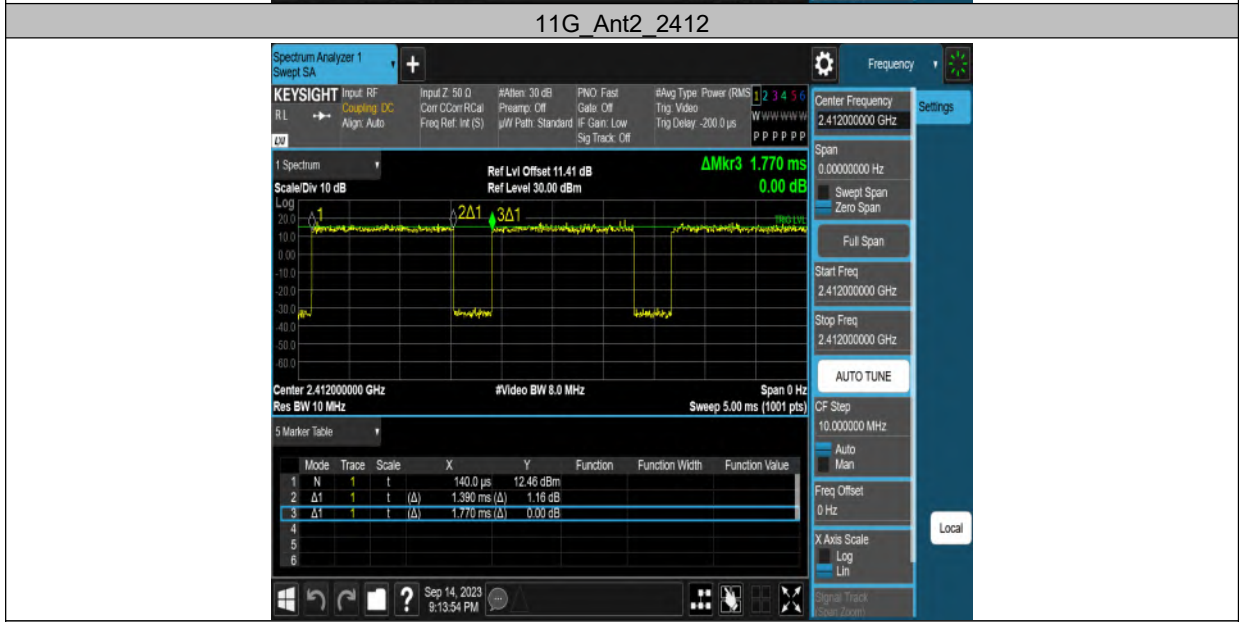 11G_Ant2_2412
Spectrum Analyzer 1
Swept SA
+
Frequency
KEYSIGHT
RL
LXI
Input: RF
Coupling: DC
Align: Auto
Input Z: 50 Ω
Corr CCorr RCal
Freq Ref: Int (S)
#Atten: 30 dB
Preamp: Off
µW Path: Standard
PNO: Fast
Gate: Off
IF Gain: Low
Sig Track: Off
#Avg Type: Power (RMS
Trig: Video
Trig Delay: -200.0 µs
1 2 3 4 5 6
W W W W W W
P P P P P P
1 Spectrum
Scale/Div 10 dB
Ref Lvl Offset 11.41 dB
Ref Level 30.00 dBm
ΔMkr3 1.770 ms
0.00 dB
Log
20.0
10.0
0.00
-10.0
-20.0
-30.0
-40.0
-50.0
-60.0
1
2Δ1
3Δ1
TRIG LVL
Center 2.412000000 GHz
#Video BW 8.0 MHz
Span 0 Hz
Res BW 10 MHz
Sweep 5.00 ms (1001 pts)
5 Marker Table
Mode Trace Scale X Y Function Function Width Function Value
1 N 1 t 140.0 µs 12.46 dBm
2 Δ1 1 t (Δ) 1.390 ms (Δ) 1.16 dB
3 Δ1 1 t (Δ) 1.770 ms (Δ) 0.00 dB
4
5
6
Sep 14, 2023
9:13:54 PM
?
Center Frequency
2.412000000 GHz
Settings
Span
0.00000000 Hz
Swept Span
Zero Span
Full Span
Start Freq
2.412000000 GHz
Stop Freq
2.412000000 GHz
AUTO TUNE
CF Step
10.000000 MHz
Auto
Man
Freq Offset
0 Hz
Local
X Axis Scale
Log
Lin
Signal Track
(Span Zoom)